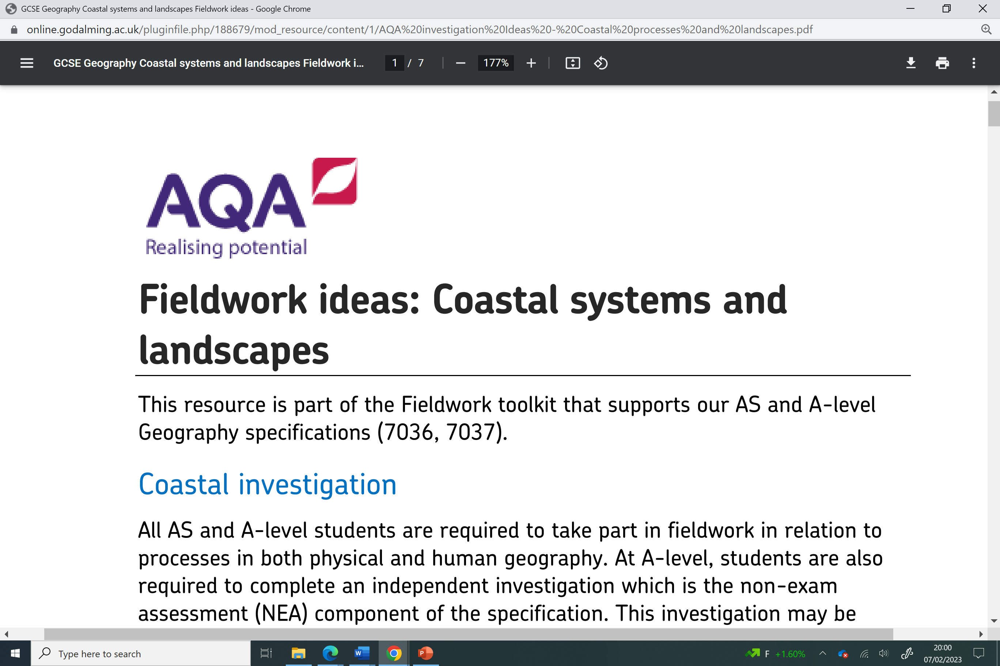 GCSE Geography Coastal systems and landscapes Fieldwork ideas - Google Chrome
online.godalming.ac.uk/pluginfile.php/188679/mod_resource/content/1/AQA%20investigation%20Ideas%20-%20Coastal%20processes%20and%20landscapes.pdf
GCSE Geography Coastal systems and landscapes Fieldwork i... 1 / 7 177%
AQA
Realising potential
Fieldwork ideas: Coastal systems and
landscapes
This resource is part of the Fieldwork toolkit that supports our AS and A-level
Geography specifications (7036, 7037).
Coastal investigation
All AS and A-level students are required to take part in fieldwork in relation to
processes in both physical and human geography. At A-level, students are also
required to complete an independent investigation which is the non-exam
assessment (NEA) component of the specification. This investigation may be
Type here to search
W
P
F +1.60%
20:00
07/02/2023